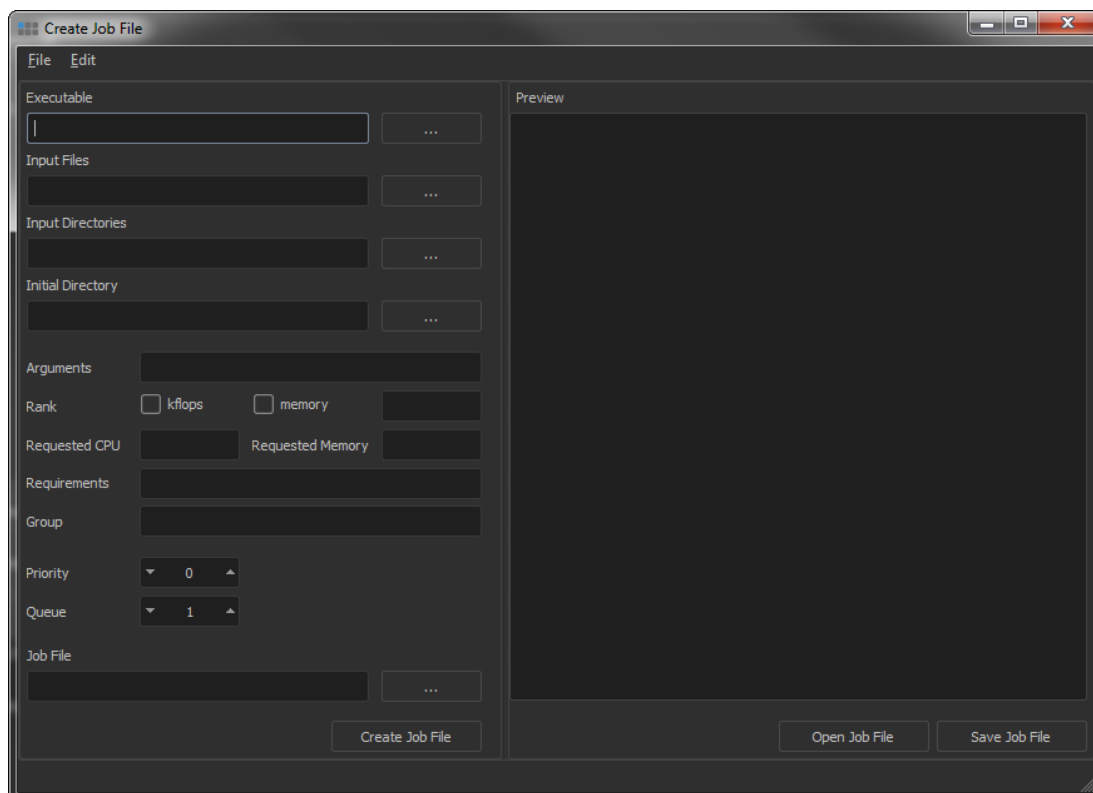 Create Job File
File Edit
Executable
...
Input Files
...
Input Directories
...
Initial Directory
...
Arguments
Rank kflops memory
Requested CPU Requested Memory
Requirements
Group
Priority 0
Queue 1
Job File
...
Create Job File
Preview
Open Job File Save Job File